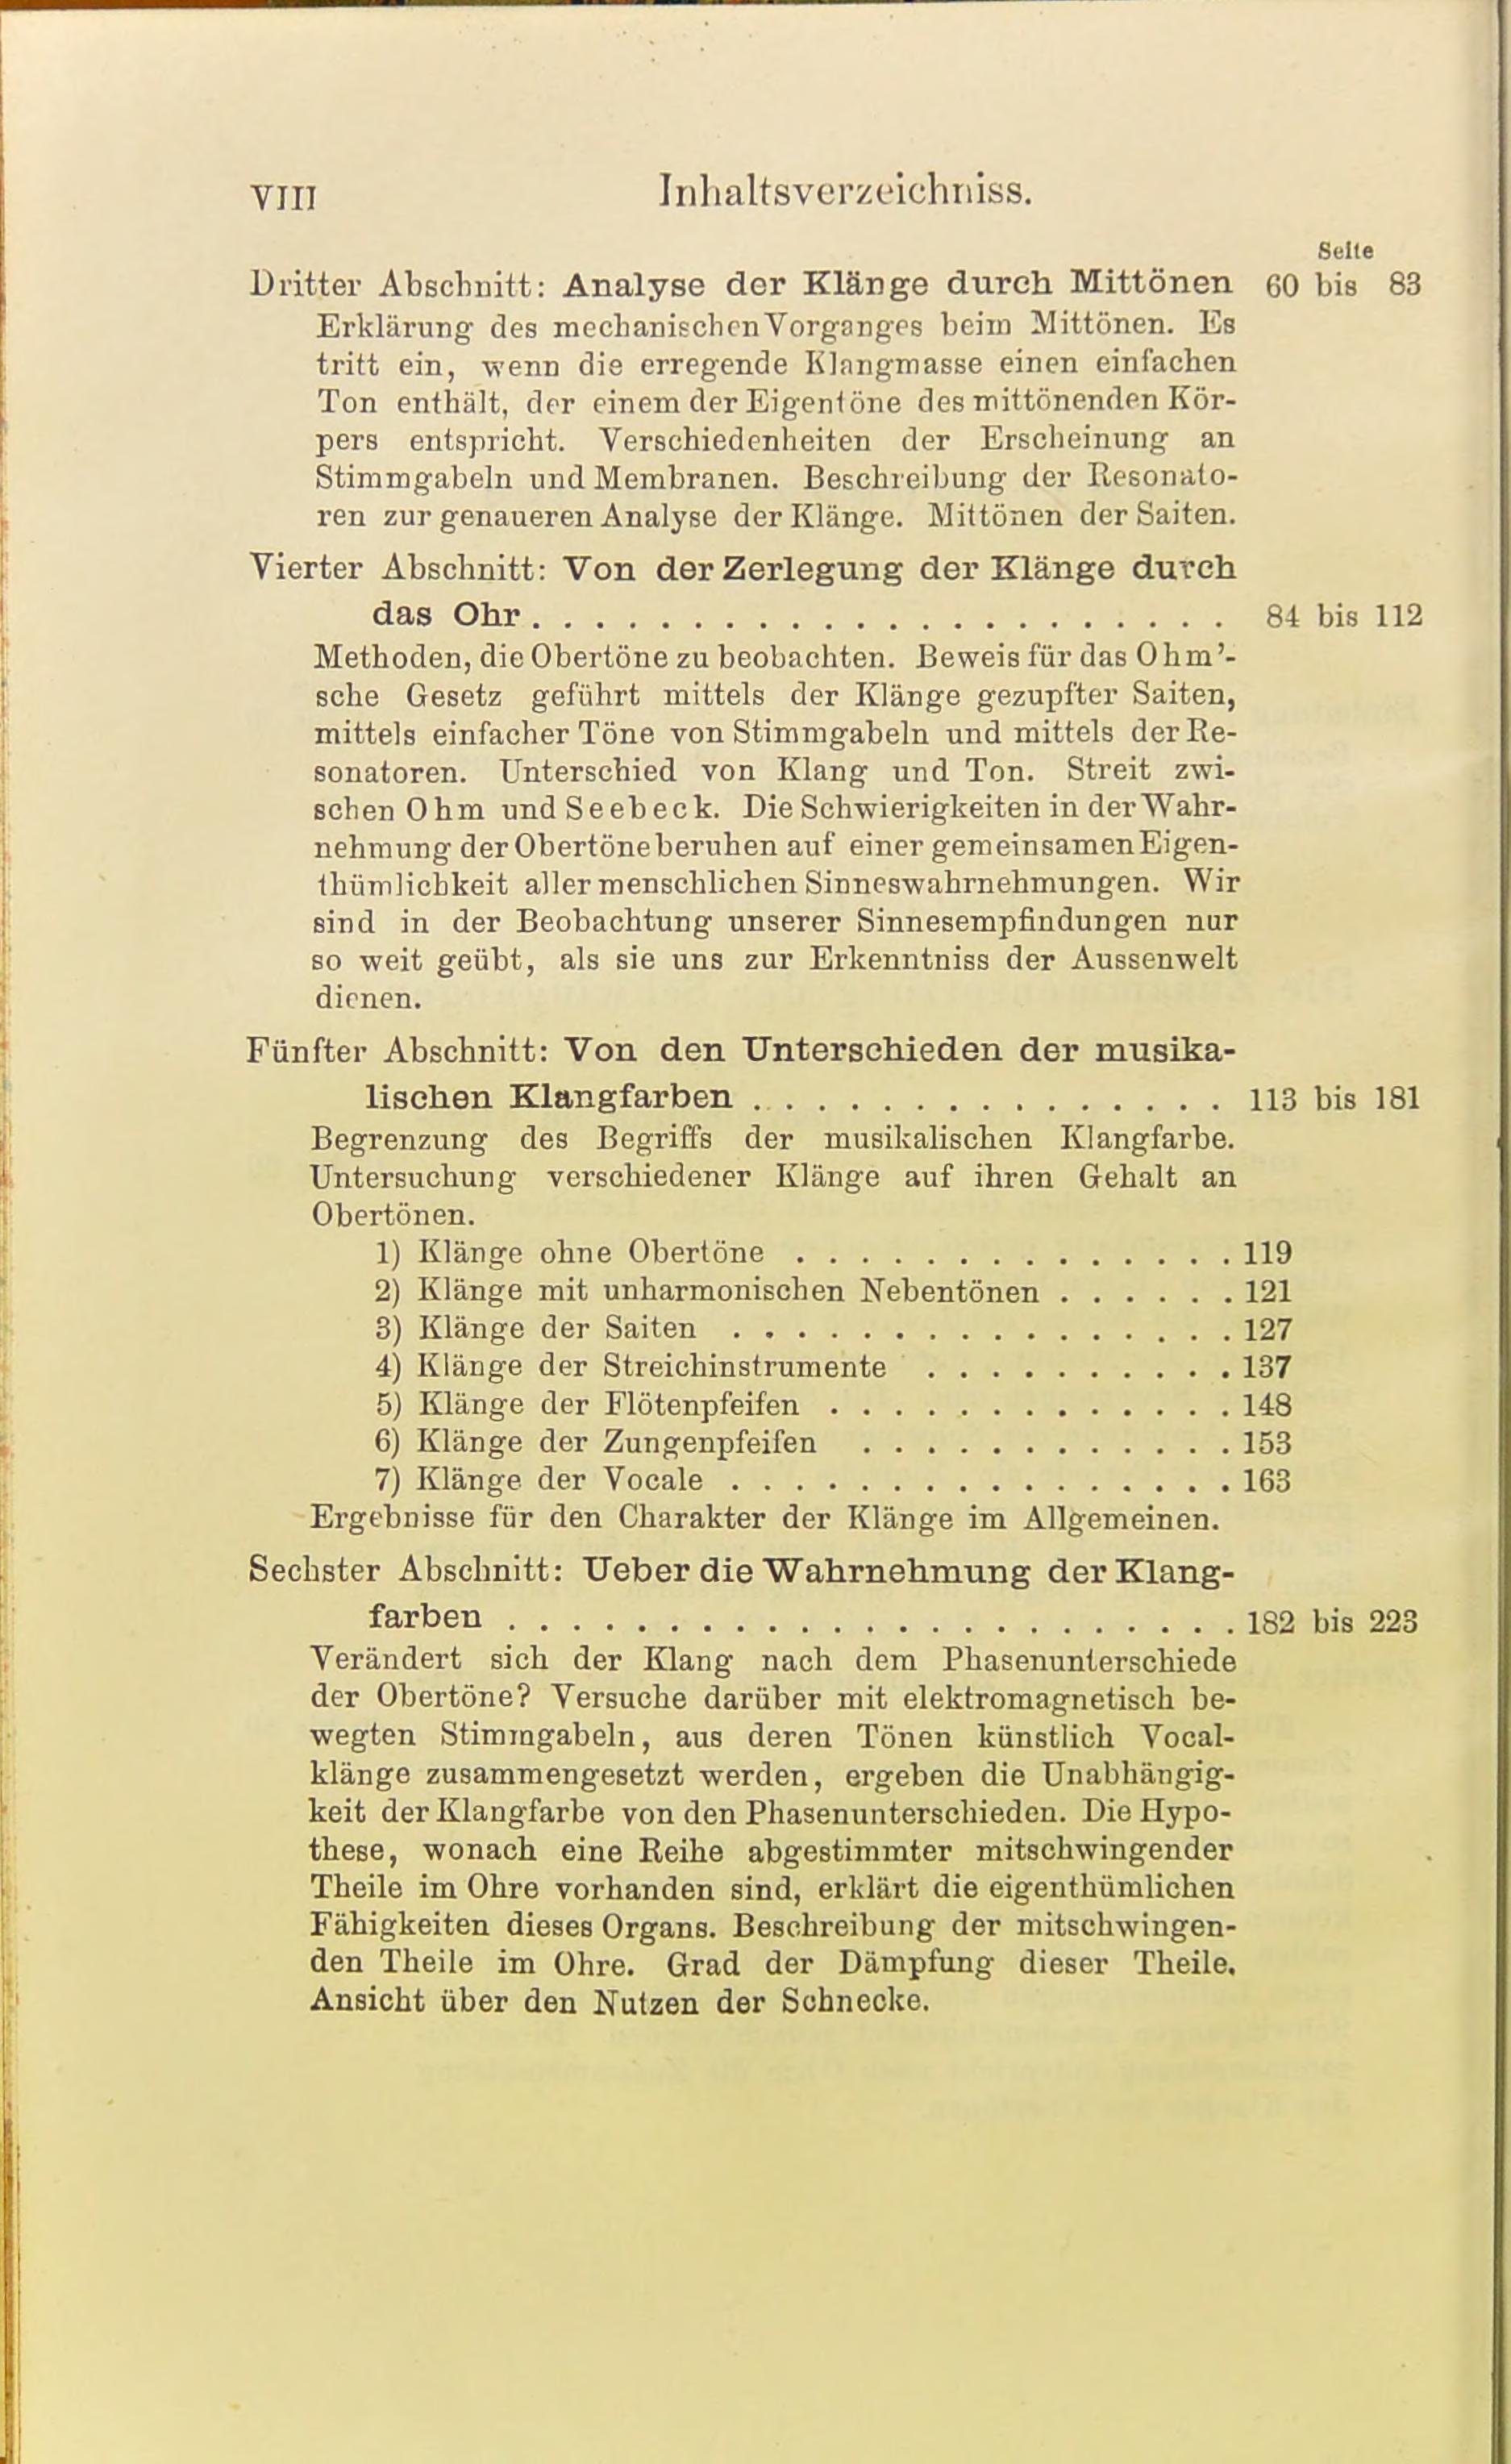 VIII Inhaltsverzeichniss.
Seite
Dritter Abschnitt: Analyse der Klänge durch Mittönen 60 bis 83
Erklärung des mechanischen Vorganges beim Mittönen. Es
tritt ein, wenn die erregende Klangmasse einen einfachen
Ton enthält, der einem der Eigentöne des mittönenden Kör-
pers entspricht. Verschiedenheiten der Erscheinung an
Stimmgabeln und Membranen. Beschreibung der Resonato-
ren zur genaueren Analyse der Klänge. Mittönen der Saiten.
Vierter Abschnitt: Von der Zerlegung der Klänge durch
das Ohr . . . . . . . . . . . . . . . . . . . . . . 84 bis 112
Methoden, die Obertöne zu beobachten. Beweis für das Ohm'-
sche Gesetz geführt mittels der Klänge gezupfter Saiten,
mittels einfacher Töne von Stimmgabeln und mittels der Re-
sonatoren. Unterschied von Klang und Ton. Streit zwi-
schen Ohm und Seebeck. Die Schwierigkeiten in der Wahr-
nehmung der Obertöne beruhen auf einer gemeinsamen Eigen-
thümlichkeit aller menschlichen Sinneswahrnehmungen. Wir
sind in der Beobachtung unserer Sinnesempfindungen nur
so weit geübt, als sie uns zur Erkenntniss der Aussenwelt
dienen.
Fünfter Abschnitt: Von den Unterschieden der musika-
lischen Klangfarben . . . . . . . . . . . . . . . 113 bis 181
Begrenzung des Begriffs der musikalischen Klangfarbe.
Untersuchung verschiedener Klänge auf ihren Gehalt an
Obertönen.
1) Klänge ohne Obertöne . . . . . . . . . . . . . . 119
2) Klänge mit unharmonischen Nebentönen . . . . . . 121
3) Klänge der Saiten . . . . . . . . . . . . . . . . 127
4) Klänge der Streichinstrumente . . . . . . . . . . 137
5) Klänge der Flötenpfeifen . . . . . . . . . . . . . 148
6) Klänge der Zungenpfeifen . . . . . . . . . . . . 153
7) Klänge der Vocale . . . . . . . . . . . . . . . . 163
Ergebnisse für den Charakter der Klänge im Allgemeinen.
Sechster Abschnitt: Ueber die Wahrnehmung der Klang-
farben . . . . . . . . . . . . . . . . . . . . . . . 182 bis 223
Verändert sich der Klang nach dem Phasenunterschiede
der Obertöne? Versuche darüber mit elektromagnetisch be-
wegten Stimmgabeln, aus deren Tönen künstlich Vocal-
klänge zusammengesetzt werden, ergeben die Unabhängig-
keit der Klangfarbe von den Phasenunterschieden. Die Hypo-
these, wonach eine Reihe abgestimmter mitschwingender
Theile im Ohre vorhanden sind, erklärt die eigenthümlichen
Fähigkeiten dieses Organs. Beschreibung der mitschwingen-
den Theile im Ohre. Grad der Dämpfung dieser Theile.
Ansicht über den Nutzen der Schnecke.